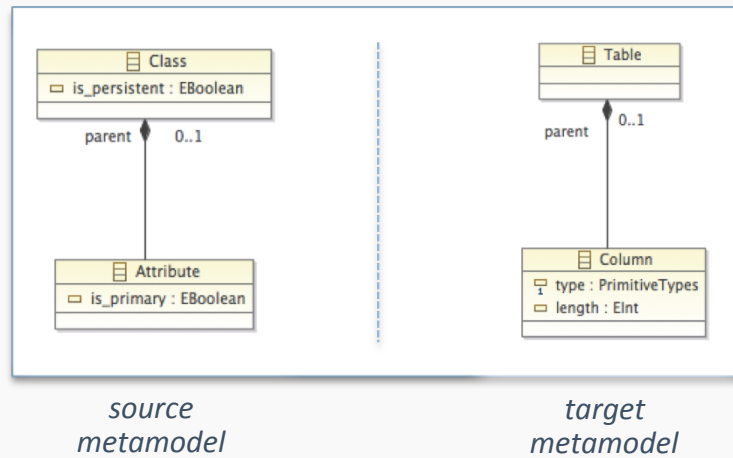 Class
is_persistent : EBoolean
parent 0..1
Attribute
is_primary : EBoolean
Table
0..1
parent
Column
1 type : PrimitiveTypes
length : EInt
source
metamodel
target
metamodel